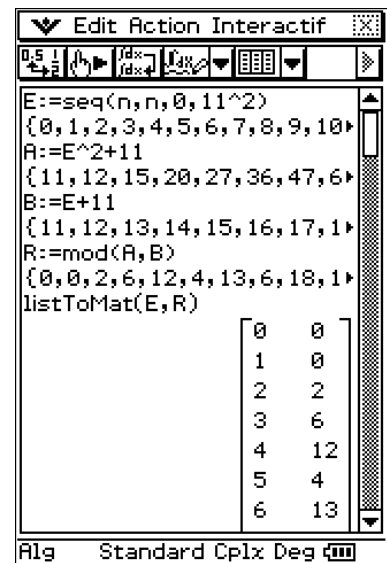 Edit Action Interactif
E:=seq(n,n,0,11^2)
{0,1,2,3,4,5,6,7,8,9,10
A:=E^2+11
{11,12,15,20,27,36,47,6
B:=E+11
{11,12,13,14,15,16,17,1
R:=mod(A,B)
{0,0,2,6,12,4,13,6,18,1
listToMat(E,R)
0 0
1 0
2 2
3 6
4 12
5 4
6 13
Alg Standard Cplx Deg